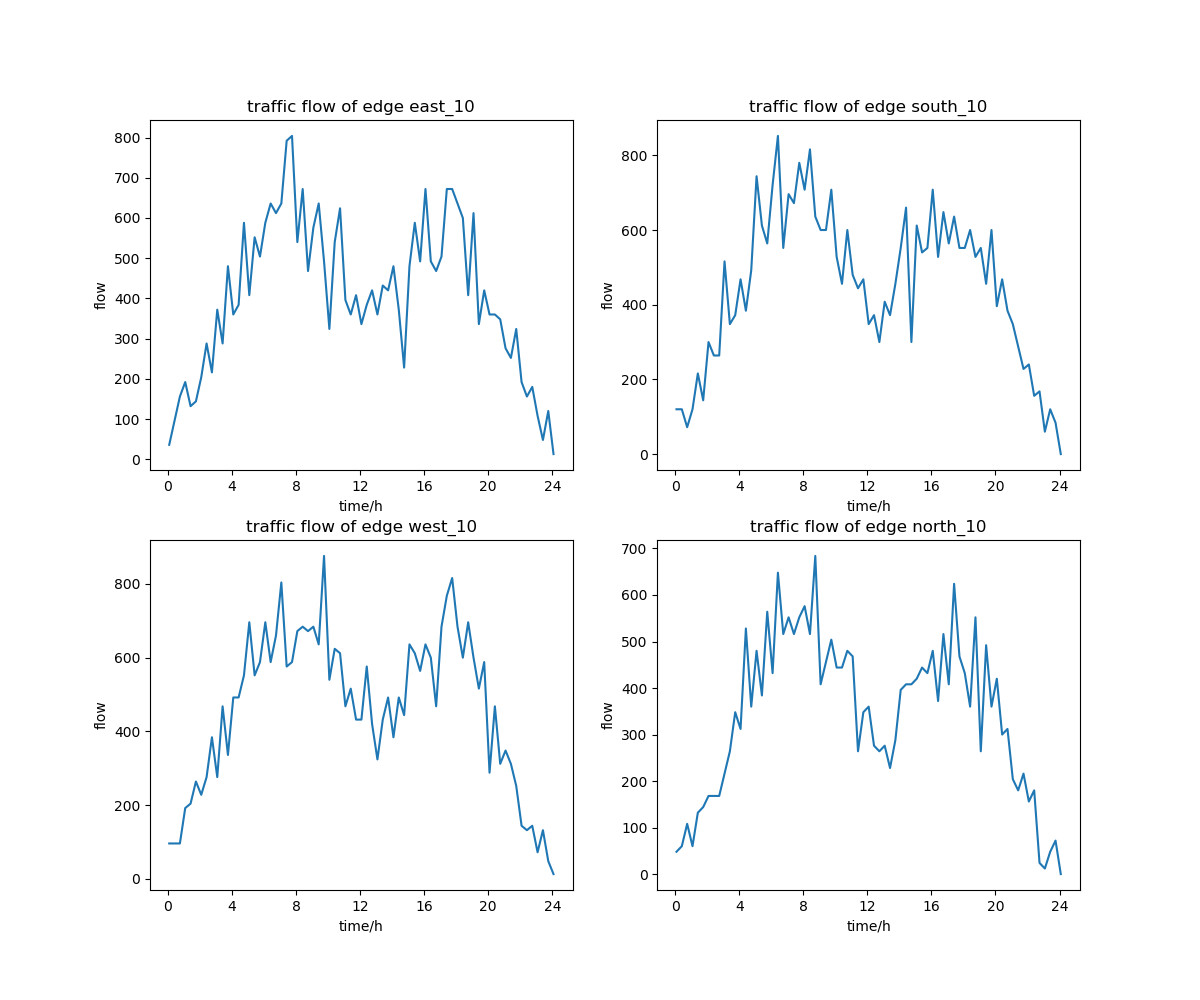 traffic flow of edge east_10
800
700
600
500
400
300
200
100
0
flow
0 4 8 12 16 20 24
time/h
traffic flow of edge south_10
800
600
400
200
0
flow
0 4 8 12 16 20 24
time/h
traffic flow of edge west_10
800
600
400
200
0
flow
0 4 8 12 16 20 24
time/h
traffic flow of edge north_10
700
600
500
400
300
200
100
0
flow
0 4 8 12 16 20 24
time/h